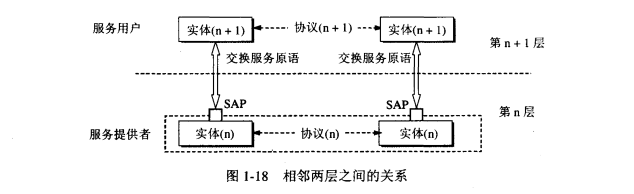 服务用户 实体(n + 1) 协议(n + 1) 实体(n + 1) 第 n + 1 层
交换服务原语 交换服务原语
SAP SAP 第 n 层
服务提供者 实体(n) 协议(n) 实体(n)
图 1-18 相邻两层之间的关系